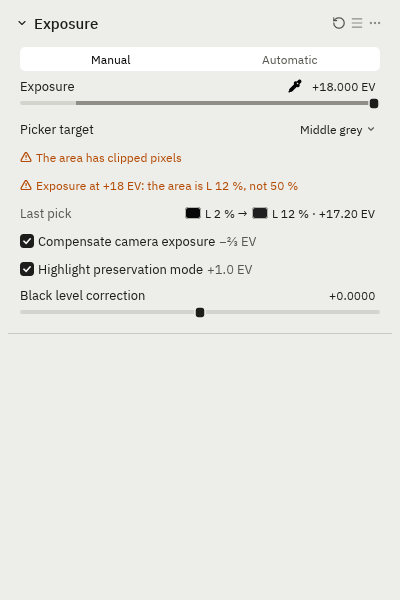 Exposure
Manual Automatic
Exposure +18.000 EV
Picker target Middle grey
The area has clipped pixels
Exposure at +18 EV: the area is L 12 %, not 50 %
Last pick L 2 % → L 12 % · +17.20 EV
Compensate camera exposure −⅔ EV
Highlight preservation mode +1.0 EV
Black level correction +0.0000